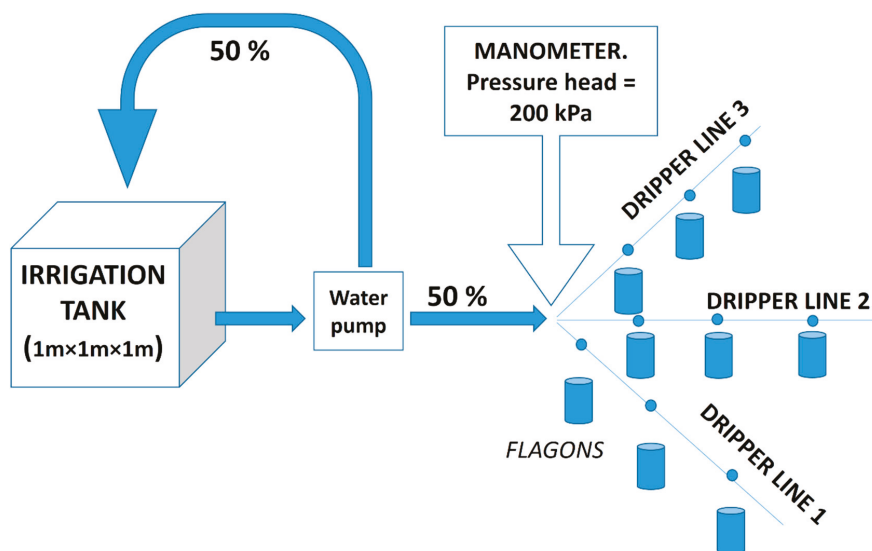 50 %
MANOMETER.
Pressure head =
200 kPa
DRIPPER LINE 3
IRRIGATION
TANK
(1m×1m×1m)
Water
pump
50 %
DRIPPER LINE 2
FLAGONS
DRIPPER LINE 1